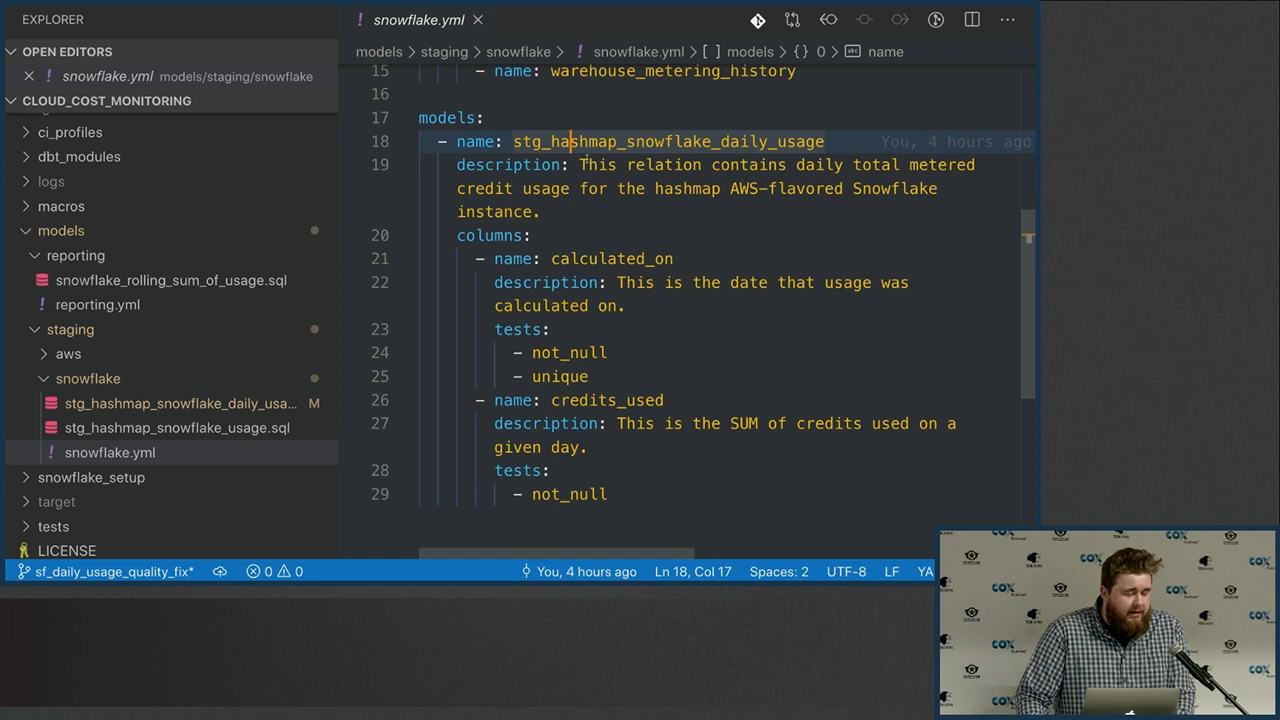 EXPLORER
OPEN EDITORS
! snowflake.yml models/staging/snowflake
CLOUD_COST_MONITORING
ci_profiles
dbt_modules
logs
macros
models
reporting
snowflake_rolling_sum_of_usage.sql
! reporting.yml
staging
aws
snowflake
stg_hashmap_snowflake_daily_usa... M
stg_hashmap_snowflake_usage.sql
! snowflake.yml
snowflake_setup
target
tests
LICENSE
! snowflake.yml
models > staging > snowflake > ! snowflake.yml > [ ] models > {} 0 > abc name
15 - name: warehouse_metering_history
16
17 models:
18 - name: stg_hashmap_snowflake_daily_usage You, 4 hours ago
19 description: This relation contains daily total metered
credit usage for the hashmap AWS-flavored Snowflake
instance.
20 columns:
21 - name: calculated_on
22 description: This is the date that usage was
calculated on.
23 tests:
24 - not_null
25 - unique
26 - name: credits_used
27 description: This is the SUM of credits used on a
given day.
28 tests:
29 - not_null
sf_daily_usage_quality_fix* 0 0 You, 4 hours ago Ln 18, Col 17 Spaces: 2 UTF-8 LF YA
COX
COX
COX
COX
COX